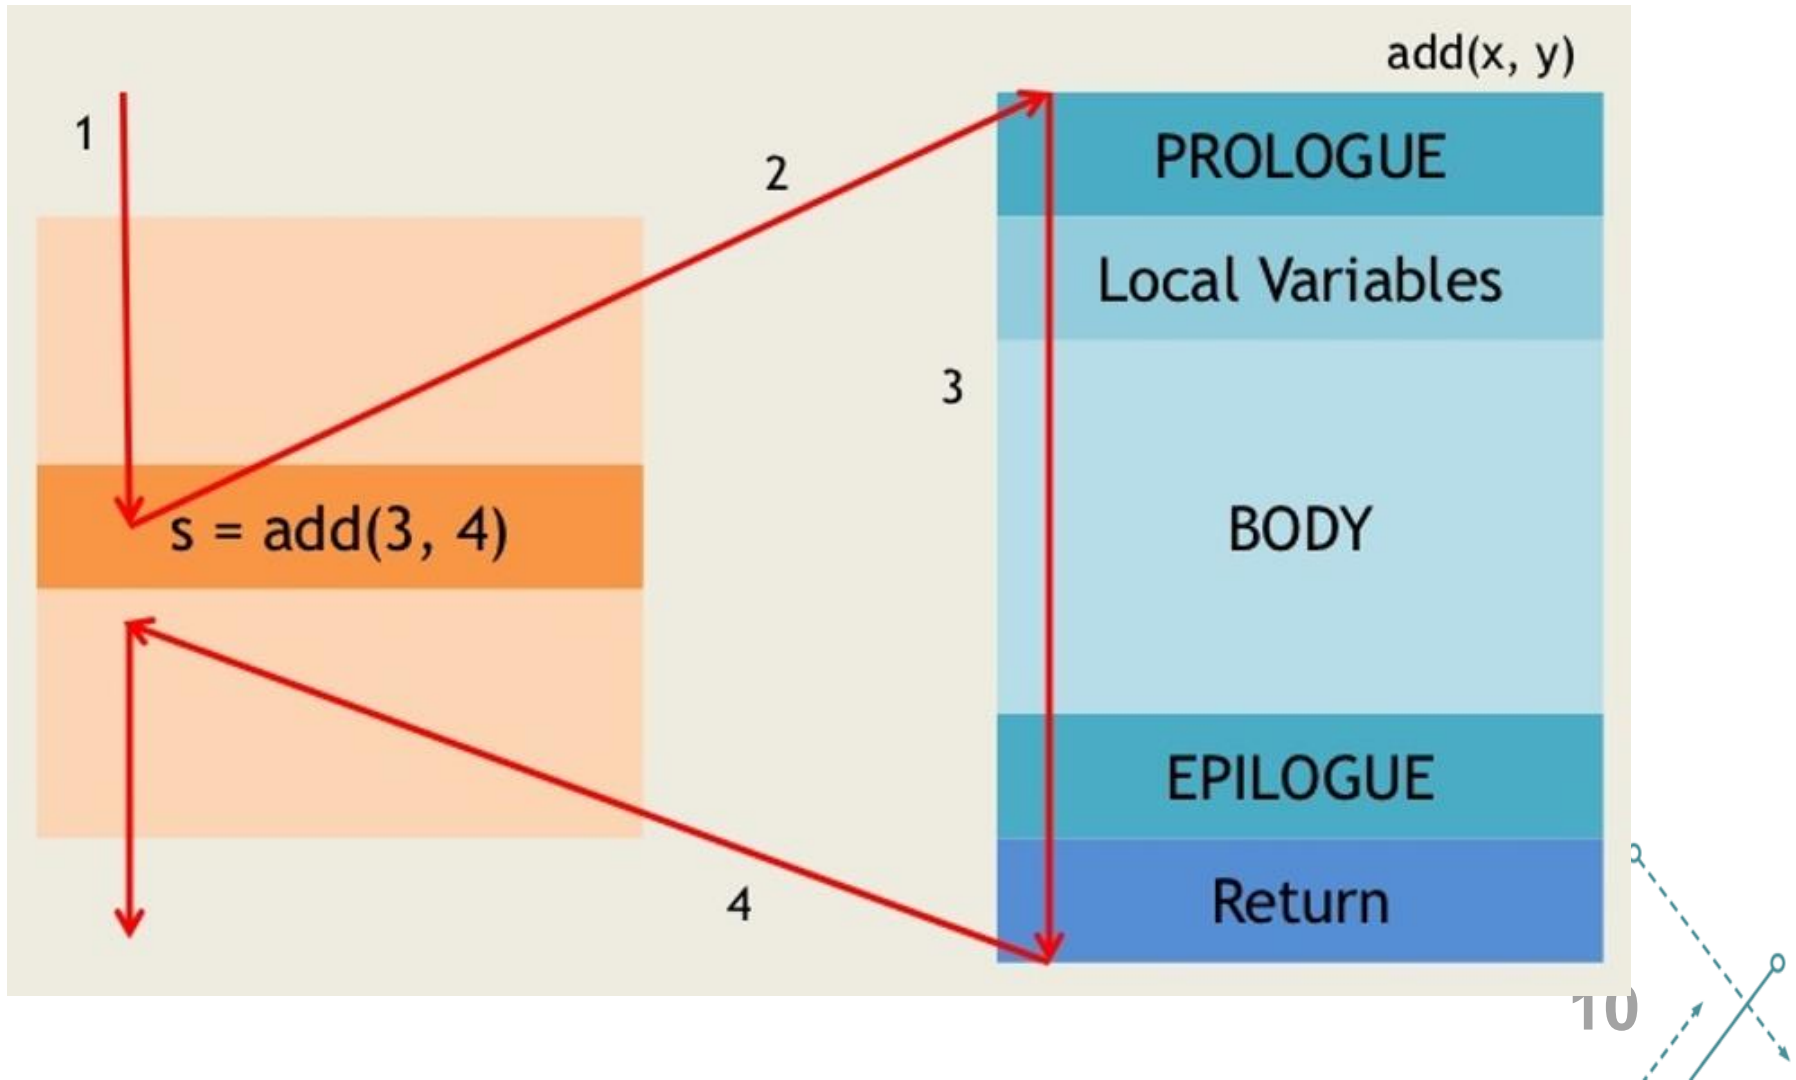 add(x, y)
1
PROLOGUE
2
Local Variables
3
s = add(3, 4)
BODY
EPILOGUE
4
Return
10